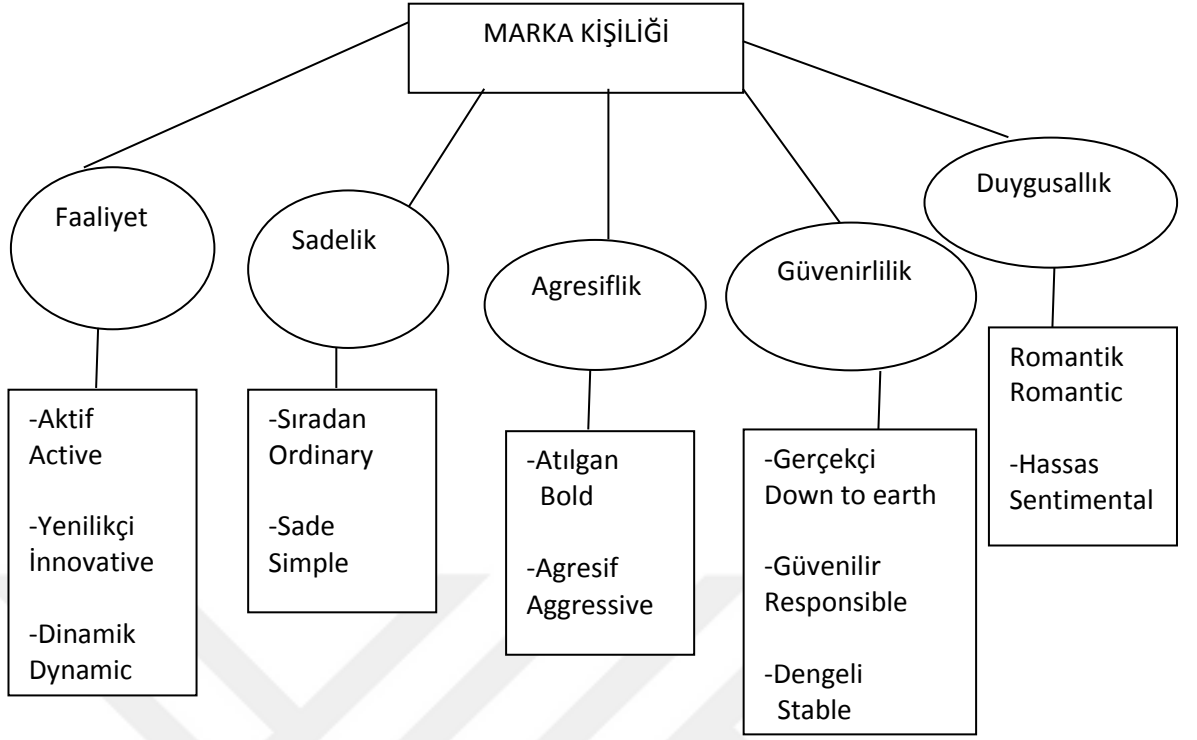 MARKA KİŞİLİĞİ
Faaliyet
Sadelik
Agresiflik
Güvenirlilik
Duygusallık
-Aktif
Active
-Yenilikçi
İnnovative
-Dinamik
Dynamic
-Sıradan
Ordinary
-Sade
Simple
-Atılgan
Bold
-Agresif
Aggressive
-Gerçekçi
Down to earth
-Güvenilir
Responsible
-Dengeli
Stable
Romantik
Romantic
-Hassas
Sentimental